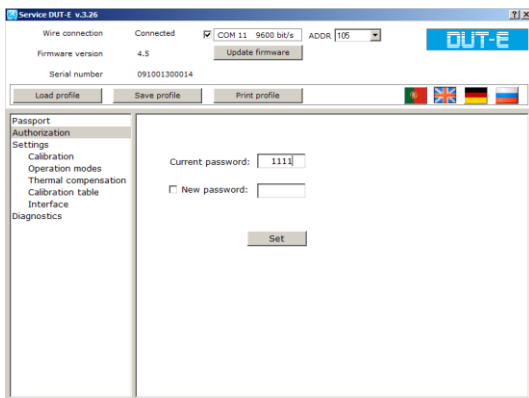 Service DUT-E v.3.26
Wire connection Connected COM 11 9600 bit/s ADDR 105
DUT-E
Firmware version 4.5 Update firmware
Serial number 091001300014
Load profile Save profile Print profile
Passport
Authorization
Settings
Calibration
Operation modes
Thermal compensation
Calibration table
Interface
Diagnostics
Current password: 1111
New password:
Set